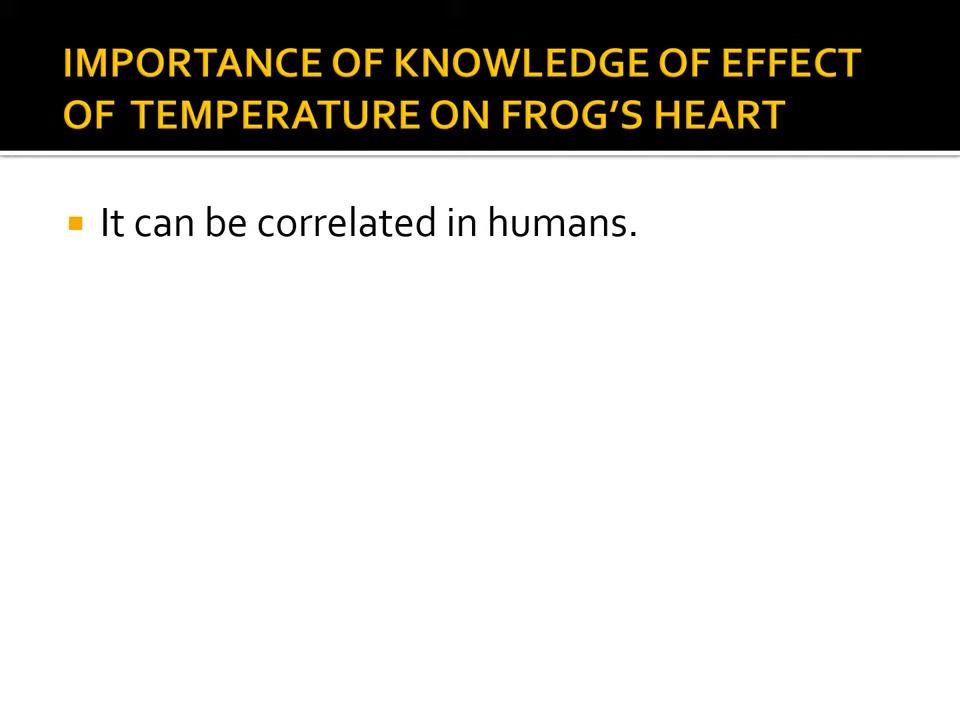 IMPORTANCE OF KNOWLEDGE OF EFFECT
OF TEMPERATURE ON FROG’S HEART
It can be correlated in humans.